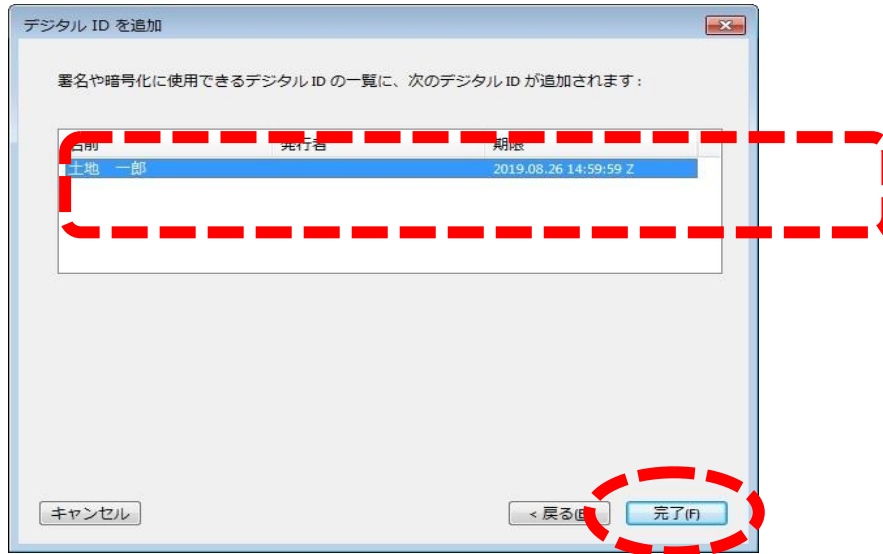 デジタル ID を追加
署名や暗号化に使用できるデジタル ID の一覧に、次のデジタル ID が追加されます:
名前 発行者 期限
土地 一郎 2019.08.26 14:59:59 Z
キャンセル < 戻る(B) 完了(F)